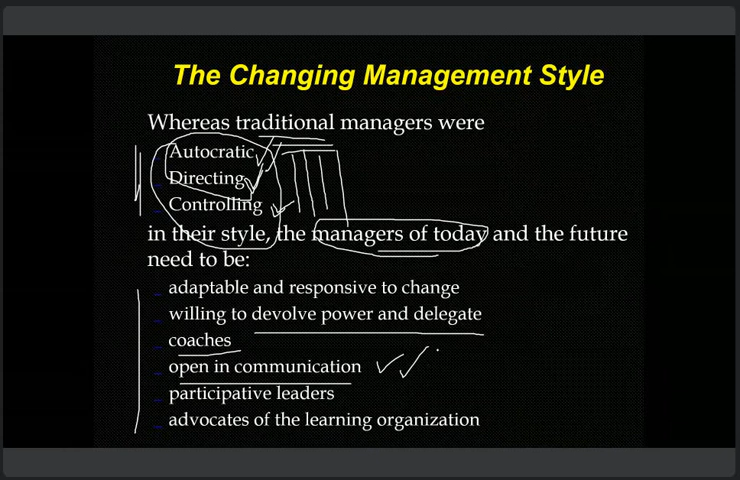 The Changing Management Style
Whereas traditional managers were
Autocratic
Directing
Controlling
in their style, the managers of today and the future
need to be:
adaptable and responsive to change
willing to devolve power and delegate
coaches
open in communication
participative leaders
advocates of the learning organization